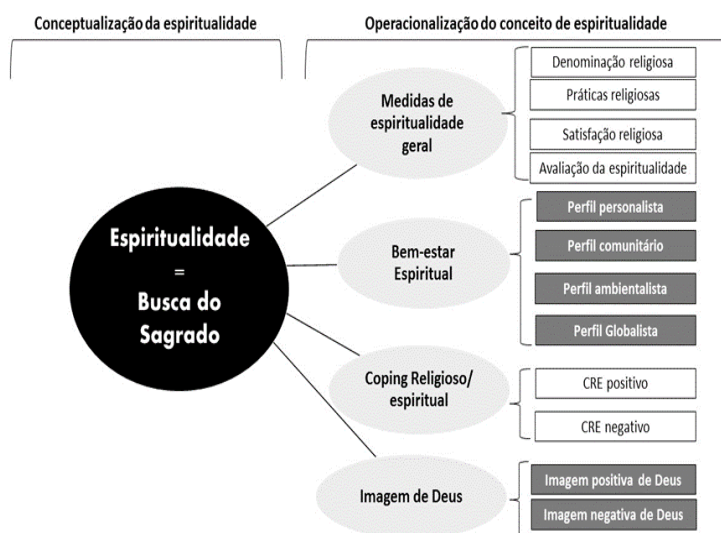 Conceptualização da espiritualidade
Operacionalização do conceito de espiritualidade
Espiritualidade
=
Busca do
Sagrado
Medidas de
espiritualidade
geral
Denominação religiosa
Práticas religiosas
Satisfação religiosa
Avaliação da espiritualidade
Bem-estar
Espiritual
Perfil personalista
Perfil comunitário
Perfil ambientalista
Perfil Globalista
Coping Religioso/
espiritual
CRE positivo
CRE negativo
Imagem de Deus
Imagem positiva de Deus
Imagem negativa de Deus